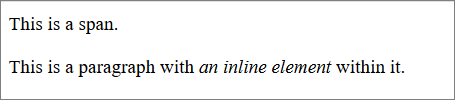 This is a span.
This is a paragraph with an inline element within it.